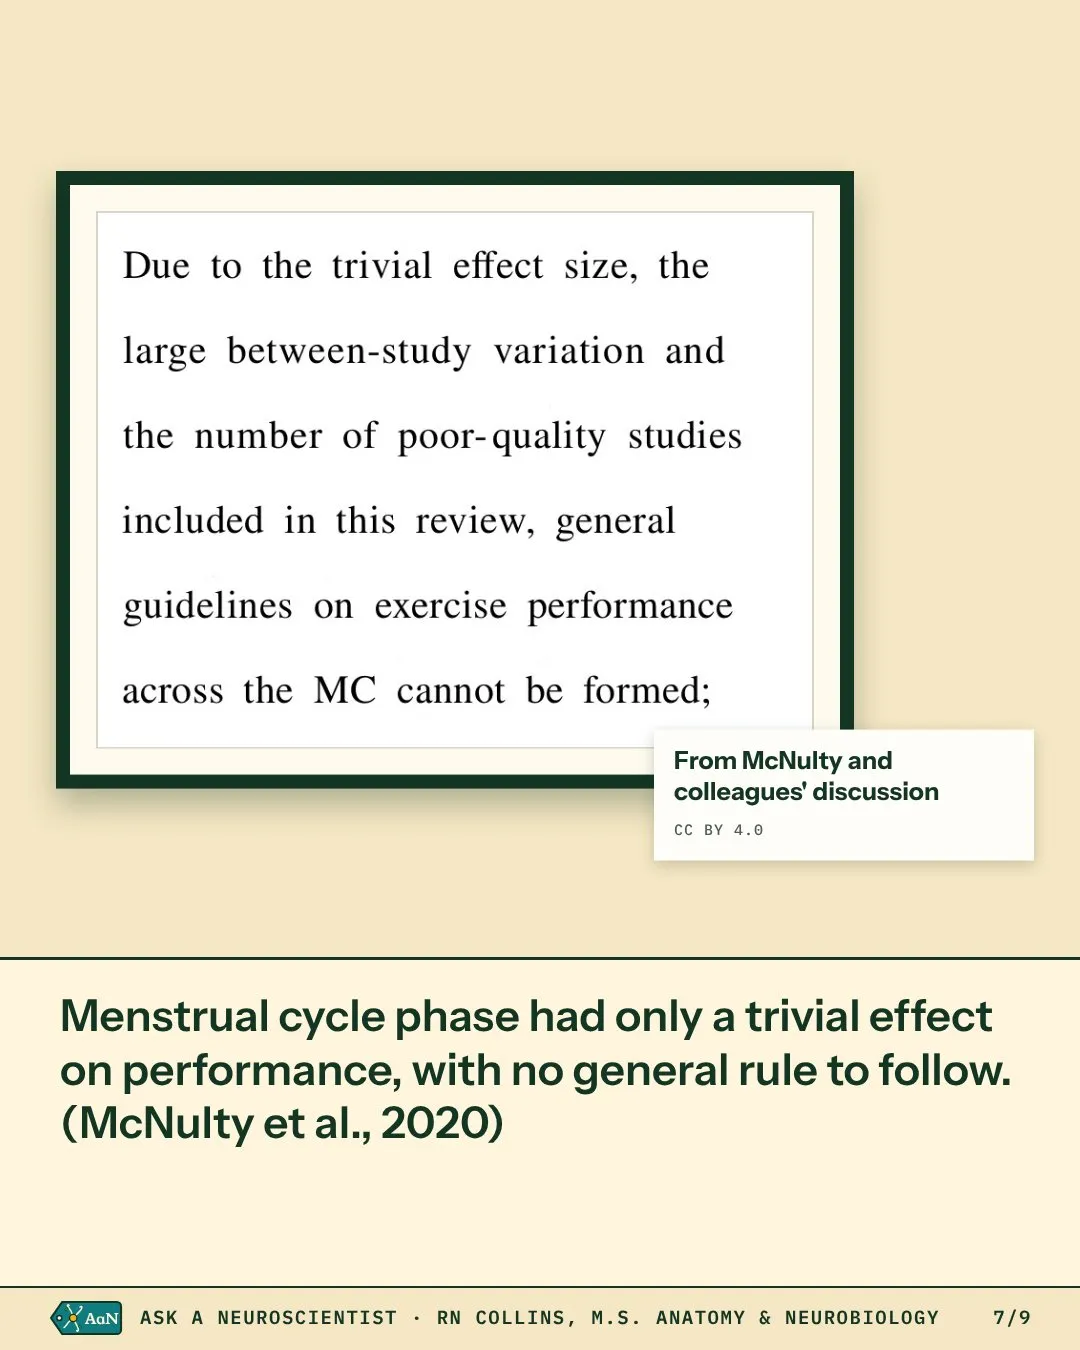 Due to the trivial effect size, the
large between-study variation and
the number of poor-quality studies
included in this review, general
guidelines on exercise performance
across the MC cannot be formed;
From McNulty and
colleagues' discussion
CC BY 4.0
Menstrual cycle phase had only a trivial effect
on performance, with no general rule to follow.
(McNulty et al., 2020)
AaN ASK A NEUROSCIENTIST · RN COLLINS, M.S. ANATOMY & NEUROBIOLOGY 7/9